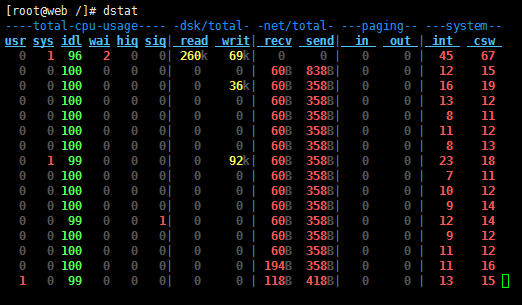 [root@web /]# dstat
----total-cpu-usage---- -dsk/total- -net/total- ---paging-- ---system--
usr sys idl wai hiq siq| read  writ| recv  send|  in   out | int   csw
  0   1  96   2   0   0| 260k   69k|   0     0 |   0     0 |  45    67
  0   0 100   0   0   0|   0     0 |  60B  838B|   0     0 |  12    15
  0   0 100   0   0   0|   0    36k|  60B  358B|   0     0 |  16    19
  0   0 100   0   0   0|   0     0 |  60B  358B|   0     0 |  13    12
  0   0 100   0   0   0|   0     0 |  60B  358B|   0     0 |   8    11
  0   0 100   0   0   0|   0     0 |  60B  358B|   0     0 |  11    12
  0   0 100   0   0   0|   0     0 |  60B  358B|   0     0 |   8    13
  0   1  99   0   0   0|   0    92k|  60B  358B|   0     0 |  23    18
  0   0 100   0   0   0|   0     0 |  60B  358B|   0     0 |   7    11
  0   0 100   0   0   0|   0     0 |  60B  358B|   0     0 |  10    12
  0   0 100   0   0   0|   0     0 |  60B  358B|   0     0 |   9    14
  0   0  99   0   0   1|   0     0 |  60B  358B|   0     0 |  12    14
  0   0 100   0   0   0|   0     0 |  60B  358B|   0     0 |   9    12
  0   0 100   0   0   0|   0     0 |  60B  358B|   0     0 |  11    12
  0   0 100   0   0   0|   0     0 | 194B  358B|   0     0 |  11    16
  1   0  99   0   0   0|   0     0 | 118B  418B|   0     0 |  13    15